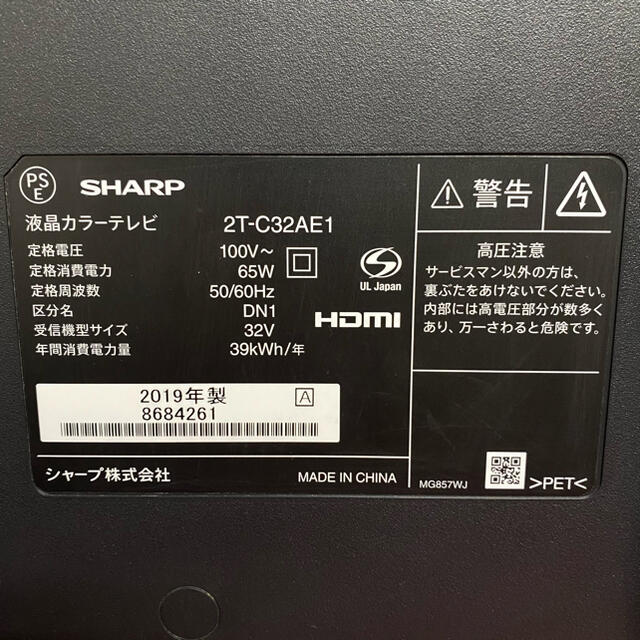 PS
E
SHARP
液晶カラーテレビ 2T-C32AE1
定格電圧 100V～
定格消費電力 65W
定格周波数 50/60Hz
区分名 DN1
受信機型サイズ 32V
年間消費電力量 39kWh/年
UL Japan
HDMI
2019年製 A
8684261
シャープ株式会社 MADE IN CHINA
警告
高圧注意
サービスマン以外の方は、
裏ぶたをあけないでください。
内部には高電圧部分が数多く
あり、万一さわると危険です。
MG857WJ
>PET<